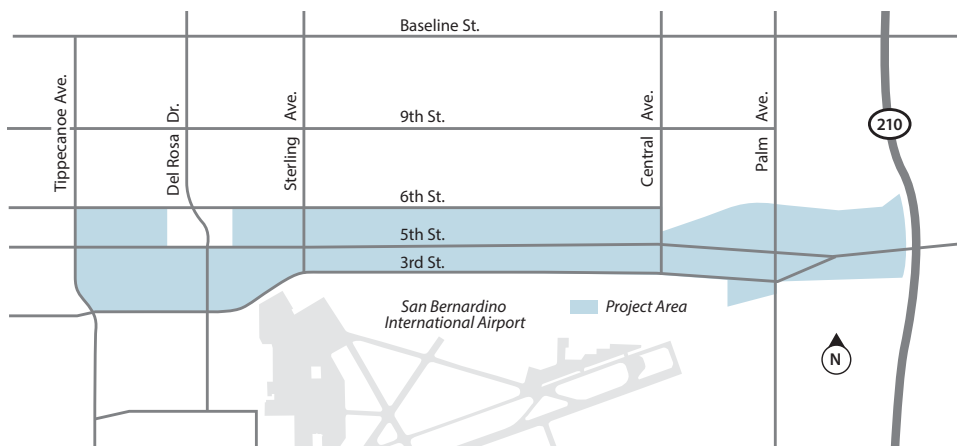 Baseline St.
Tippecanoe Ave.
Del Rosa Dr.
Sterling Ave.
Central Ave.
Palm Ave.
9th St.
210
6th St.
5th St.
3rd St.
San Bernardino
International Airport
Project Area
N